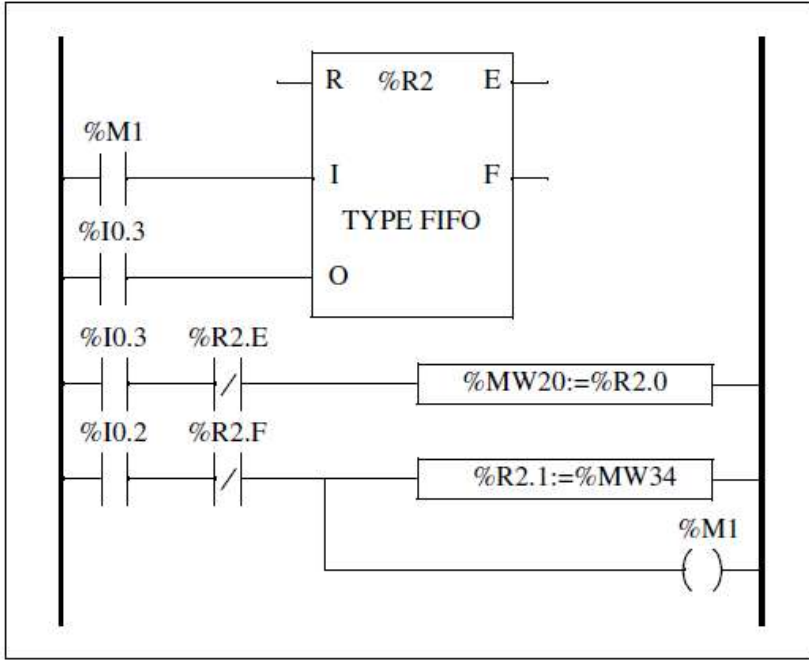 R %R2 E
%M1
I F
%I0.3
TYPE FIFO
O
%I0.3 %R2.E
%MW20:=%R2.0
%I0.2 %R2.F
%R2.1:=%MW34
%M1